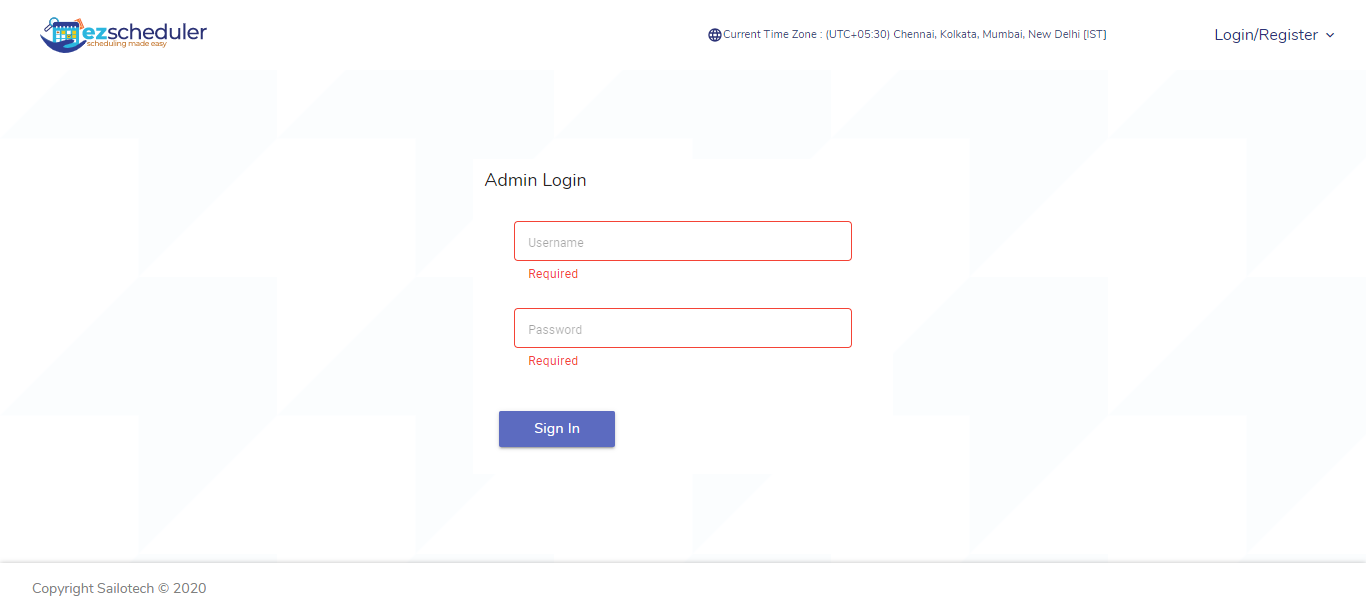 ezscheduler
scheduling made easy
Current Time Zone : (UTC+05:30) Chennai, Kolkata, Mumbai, New Delhi [IST]
Login/Register
Admin Login
Username
Required
Password
Required
Sign In
Copyright Sailotech © 2020